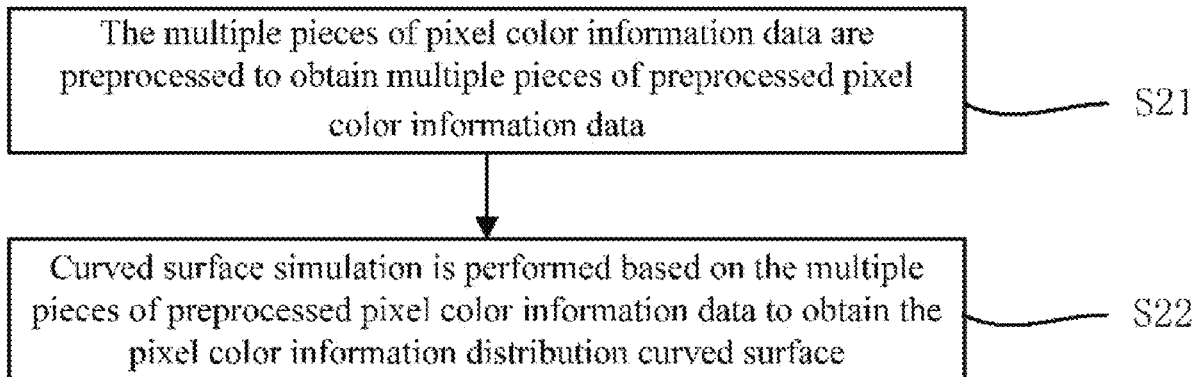 The multiple pieces of pixel color information data are
preprocessed to obtain multiple pieces of preprocessed pixel
color information data
S21
Curved surface simulation is performed based on the multiple
pieces of preprocessed pixel color information data to obtain the
pixel color information distribution curved surface
S22